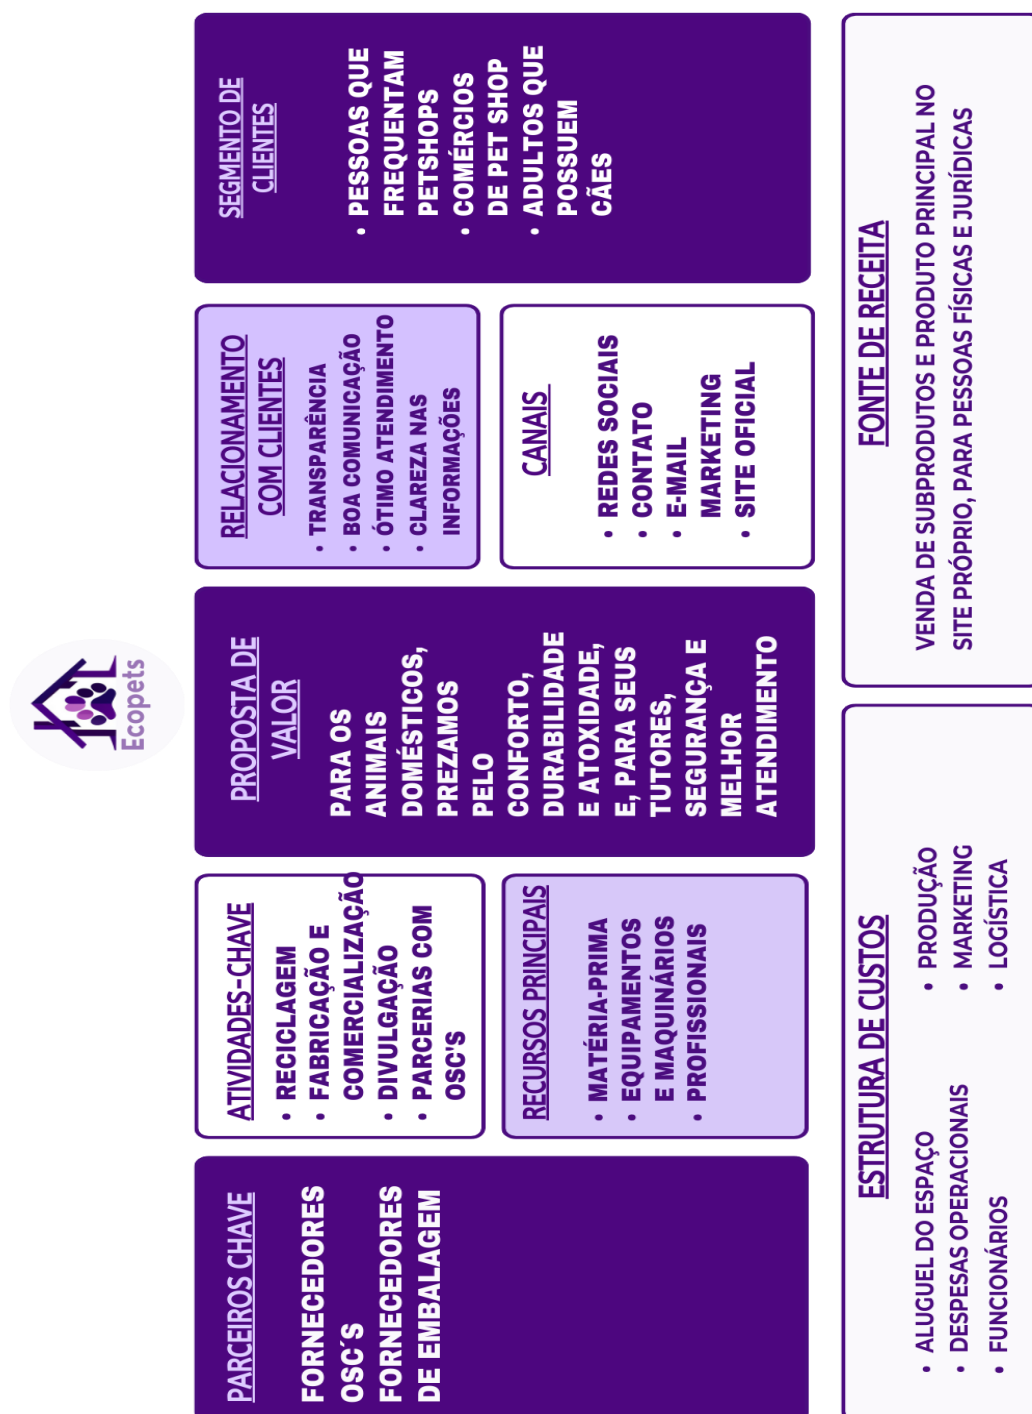 Ecopets
PARCEIROS CHAVE
FORNECEDORES
OSC´S
FORNECEDORES
DE EMBALAGEM
ATIVIDADES-CHAVE
• RECICLAGEM
• FABRICAÇÃO E
COMERCIALIZAÇÃO
• DIVULGAÇÃO
• PARCERIAS COM
OSC'S
RECURSOS PRINCIPAIS
• MATÉRIA-PRIMA
• EQUIPAMENTOS
E MAQUINÁRIOS
• PROFISSIONAIS
PROPOSTA DE
VALOR
PARA OS
ANIMAIS
DOMÉSTICOS,
PREZAMOS
PELO
CONFORTO,
DURABILIDADE
E ATOXIDADE,
E, PARA SEUS
TUTORES,
SEGURANÇA E
MELHOR
ATENDIMENTO
RELACIONAMENTO
COM CLIENTES
• TRANSPARÊNCIA
• BOA COMUNICAÇÃO
• ÓTIMO ATENDIMENTO
• CLAREZA NAS
INFORMAÇÕES
CANAIS
• REDES SOCIAIS
• CONTATO
• E-MAIL
MARKETING
• SITE OFICIAL
SEGMENTO DE
CLIENTES
• PESSOAS QUE
FREQUENTAM
PETSHOPS
• COMÉRCIOS
DE PET SHOP
• ADULTOS QUE
POSSUEM
CÃES
ESTRUTURA DE CUSTOS
• ALUGUEL DO ESPAÇO
• DESPESAS OPERACIONAIS
• FUNCIONÁRIOS
• PRODUÇÃO
• MARKETING
• LOGÍSTICA
FONTE DE RECEITA
VENDA DE SUBPRODUTOS E PRODUTO PRINCIPAL NO
SITE PRÓPRIO, PARA PESSOAS FÍSICAS E JURÍDICAS